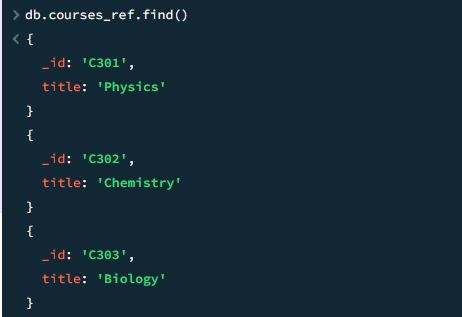 > db.courses_ref.find()
< {
_id: 'C301',
title: 'Physics'
}
{
_id: 'C302',
title: 'Chemistry'
}
{
_id: 'C303',
title: 'Biology'
}